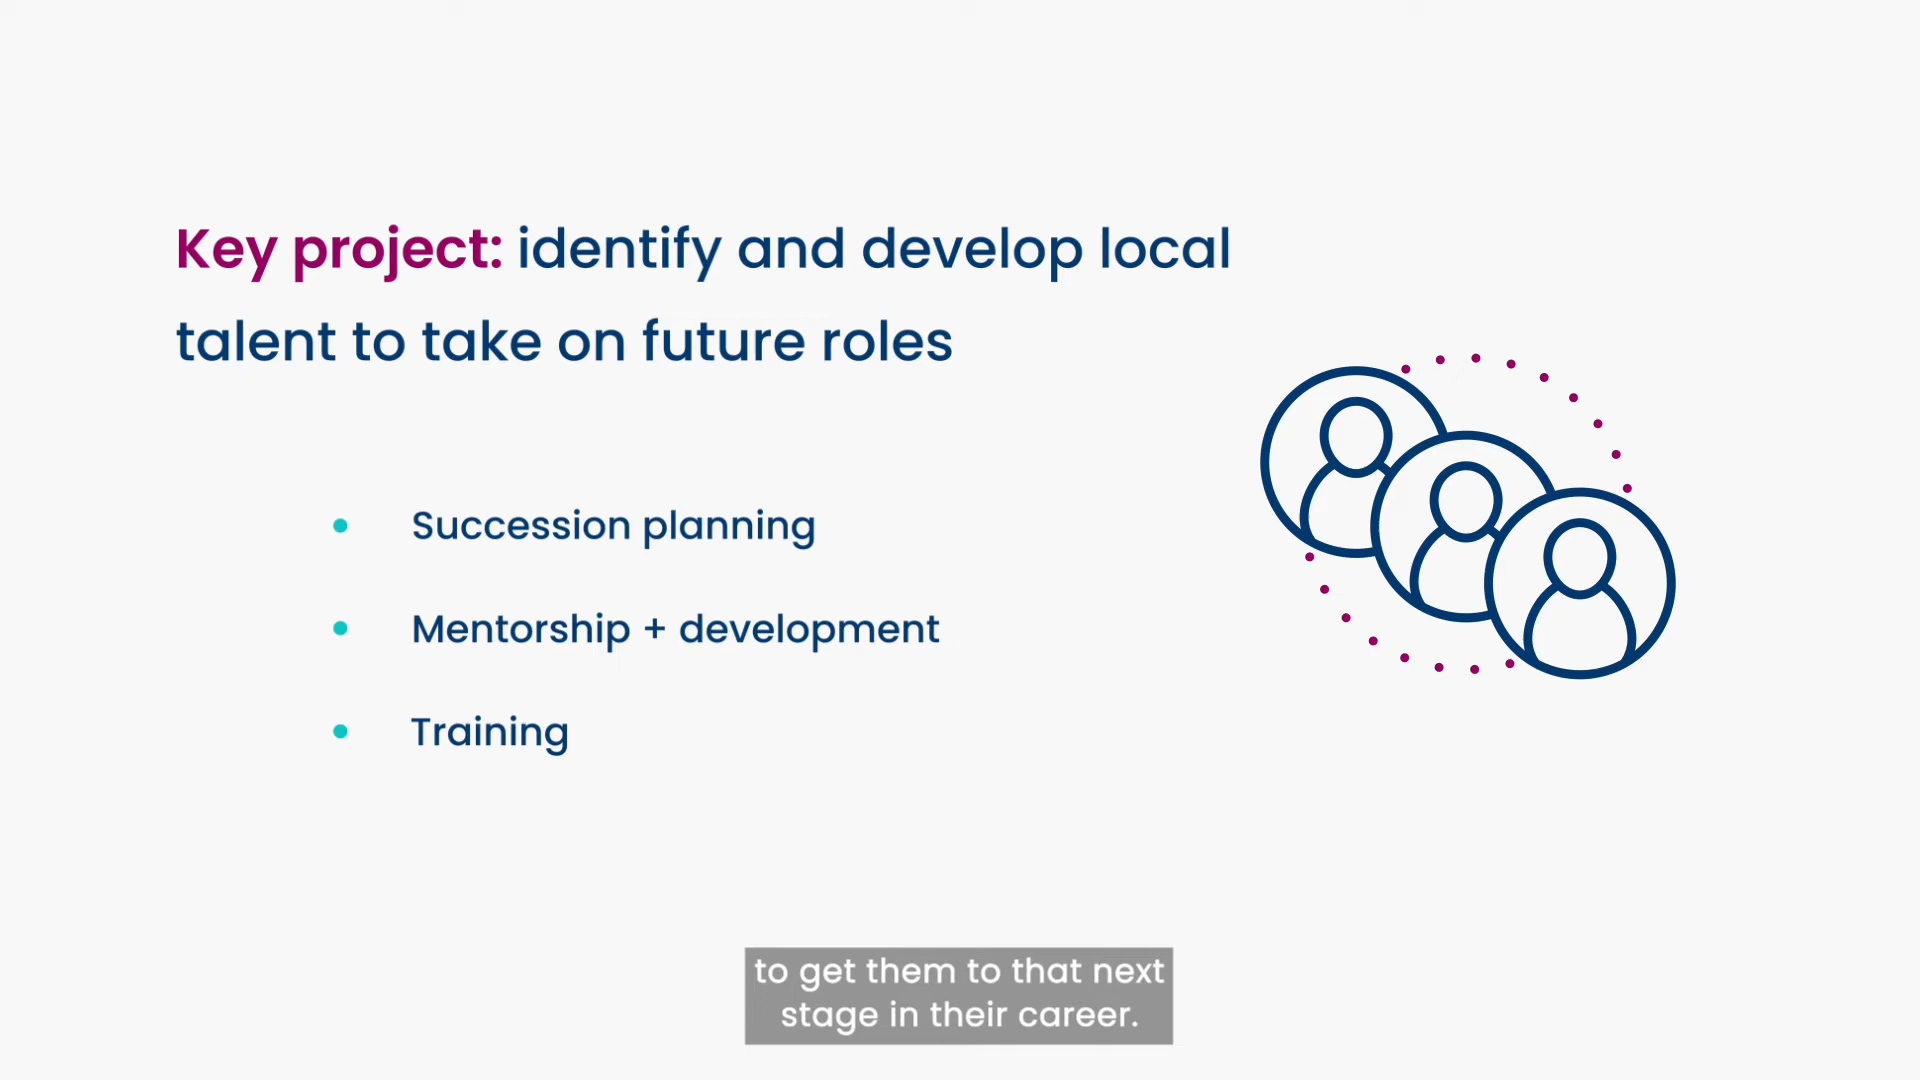 Key project: identify and develop local
talent to take on future roles
Succession planning
Mentorship + development
Training
to get them to that next
stage in their career.